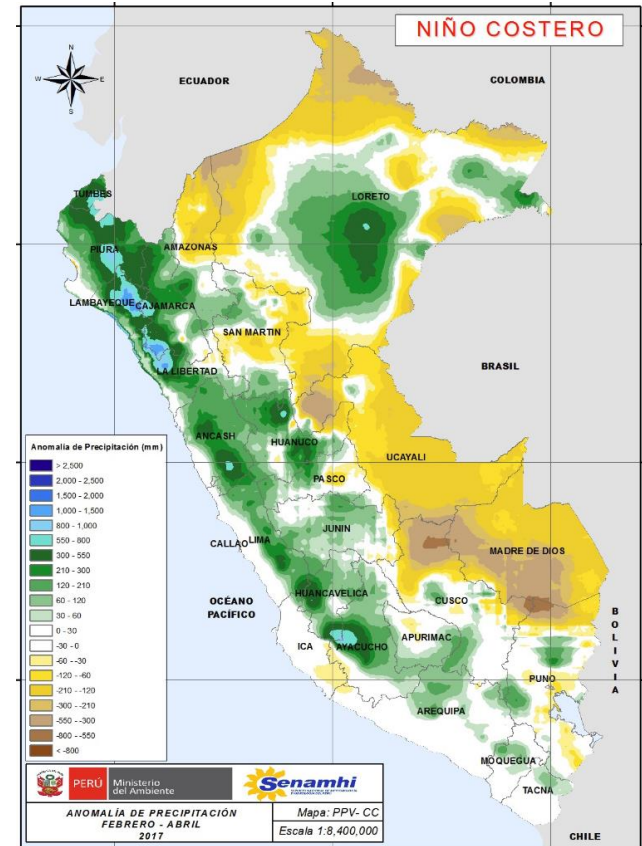 NIÑO COSTERO
N
W
E
S
ECUADOR
COLOMBIA
TUMBES
LORETO
PIURA
AMAZONAS
LAMBAYEQUE
CAJAMARCA
SAN MARTIN
LA LIBERTAD
BRASIL
ANCASH
HUANUCO
UCAYALI
PASCO
JUNIN
MADRE DE DIOS
CALLAO
LIMA
HUANCAVELICA
CUSCO
OCÉANO
PACÍFICO
ICA
AYACUCHO
APURIMAC
PUNO
BOLIVIA
AREQUIPA
MOQUEGUA
TACNA
CHILE
Anomalía de Precipitación (mm)
> 2,500
2,000 - 2,500
1,500 - 2,000
1,000 - 1,500
800 - 1,000
550 - 800
300 - 550
210 - 300
120 - 210
60 - 120
30 - 60
0 - 30
-30 - 0
-60 - -30
-120 - -60
-210 - -120
-300 - -210
-550 - -300
-800 - -550
< -800
PERÚ
Ministerio
del Ambiente
Senamhi
ANOMALÍA DE PRECIPITACIÓN
FEBRERO - ABRIL
2017
Mapa: PPV- CC
Escala 1:8,400,000